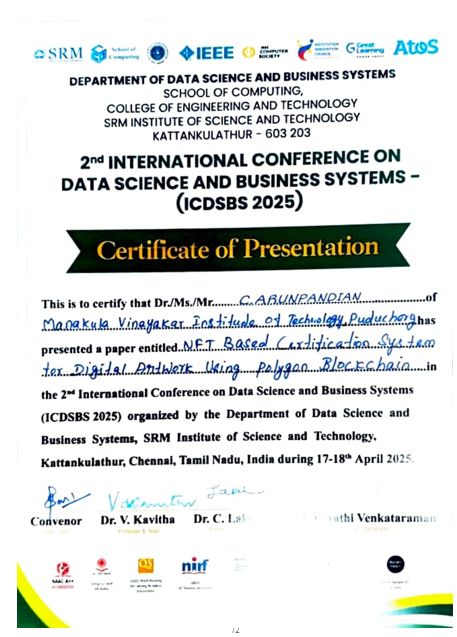 SRM
School of Computing
IEEE
IEEE COMPUTER SOCIETY
INSTITUTION'S INNOVATION COUNCIL
Great Learning
AtoS
DEPARTMENT OF DATA SCIENCE AND BUSINESS SYSTEMS
SCHOOL OF COMPUTING,
COLLEGE OF ENGINEERING AND TECHNOLOGY
SRM INSTITUTE OF SCIENCE AND TECHNOLOGY
KATTANKULATHUR - 603 203
2nd INTERNATIONAL CONFERENCE ON
DATA SCIENCE AND BUSINESS SYSTEMS -
(ICDSBS 2025)
Certificate of Presentation
This is to certify that Dr./Ms./Mr. C. ARUNPANDIAN of
Manakula Vinayakar Institute of Technology, Puducherry has
presented a paper entitled NFT Based Certification System
for Digital Artwork Using Polygon Blockchain in
the 2nd International Conference on Data Science and Business Systems
(ICDSBS 2025) organized by the Department of Data Science and
Business Systems, SRM Institute of Science and Technology,
Kattankulathur, Chennai, Tamil Nadu, India during 17-18th April 2025.
Convenor Dr. V. Kavitha Dr. C. Lak vathi Venkataraman
NAAC A++
QS
nirf
72